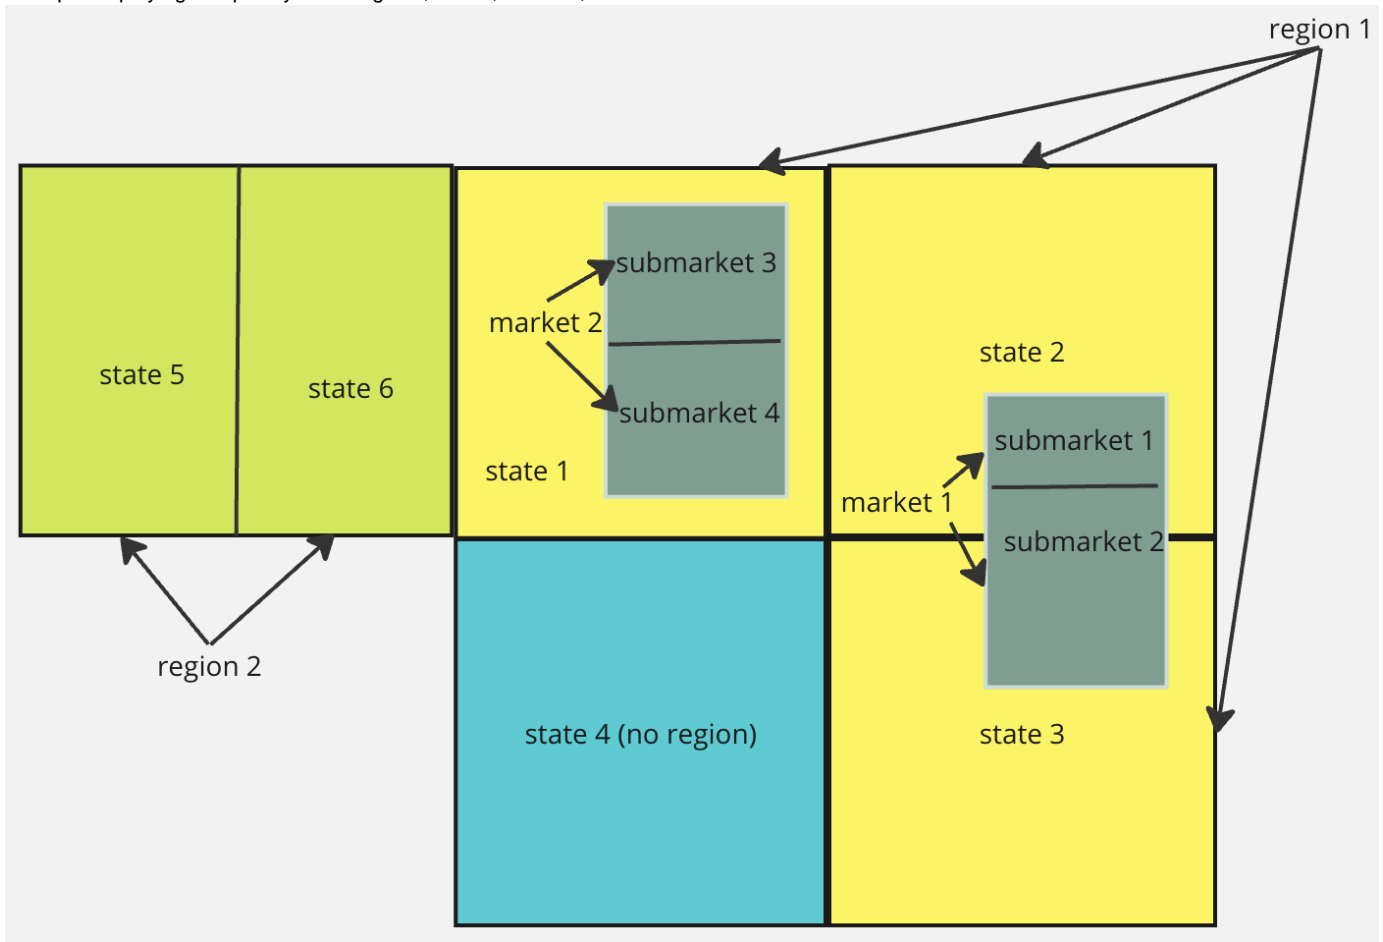 region 1
submarket 3
market 2
submarket 4
state 1
state 2
submarket 1
market 1
submarket 2
state 5
state 6
region 2
state 4 (no region)
state 3